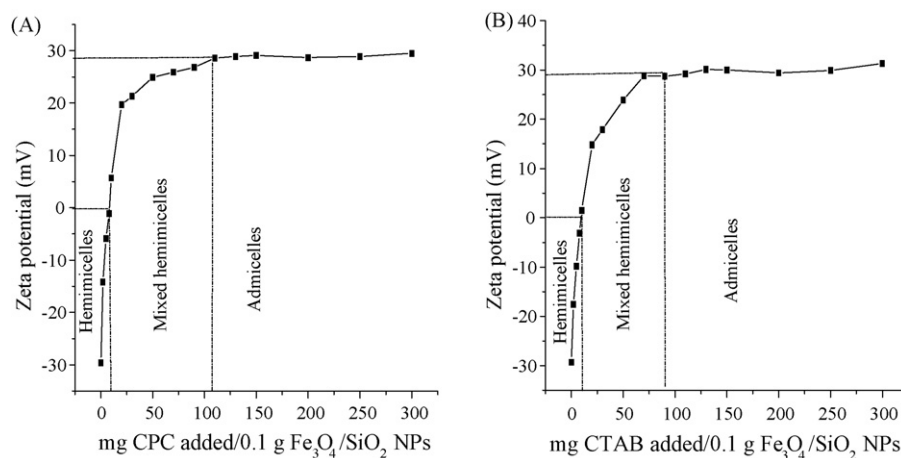 (A)
30
20
10
0
-10
-20
-30
Zeta potential (mV)
Hemimicelles
Mixed hemimicelles
Admicelles
0 50 100 150 200 250 300
mg CPC added/0.1 g Fe₃O₄/SiO₂ NPs
(B)
40
30
20
10
0
-10
-20
-30
Zeta potential (mV)
Hemimicelles
Mixed hemimicelles
Admicelles
0 50 100 150 200 250 300
mg CTAB added/0.1 g Fe₃O₄/SiO₂ NPs